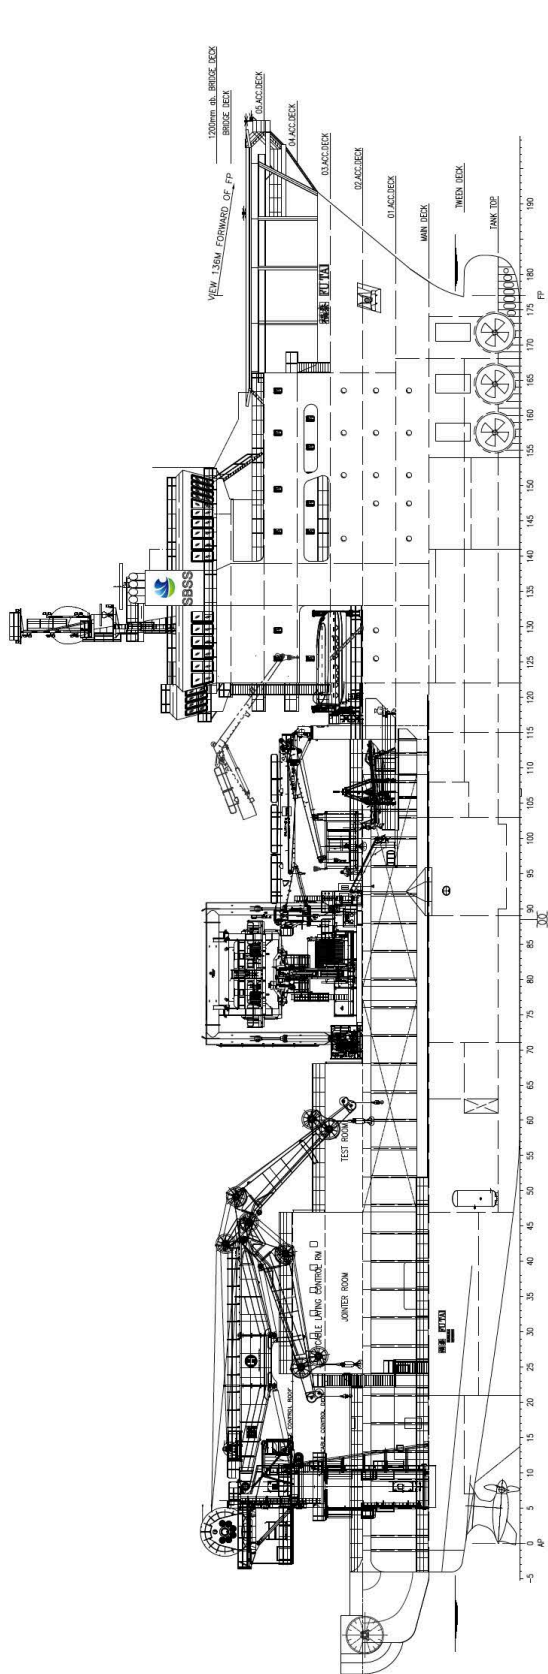 1200mm ab. BRIDGE DECK
BRIDGE DECK
05.ACC.DECK
04.ACC.DECK
03.ACC.DECK
02.ACC.DECK
01.ACC.DECK
MAIN DECK
TWEEN DECK
TANK TOP
VIEW 136M FORWARD OF FP
FU TAI
SBSS
TEST ROOM
CABLE LAYING CONTROL RM
JOINTER ROOM
FU TAI
-5 0 5 10 15 20 25 30 35 40 45 50 55 60 65 70 75 80 85 90 95 100 105 110 115 120 125 130 135 140 145 150 155 160 165 170 175 180 190
AP
FP